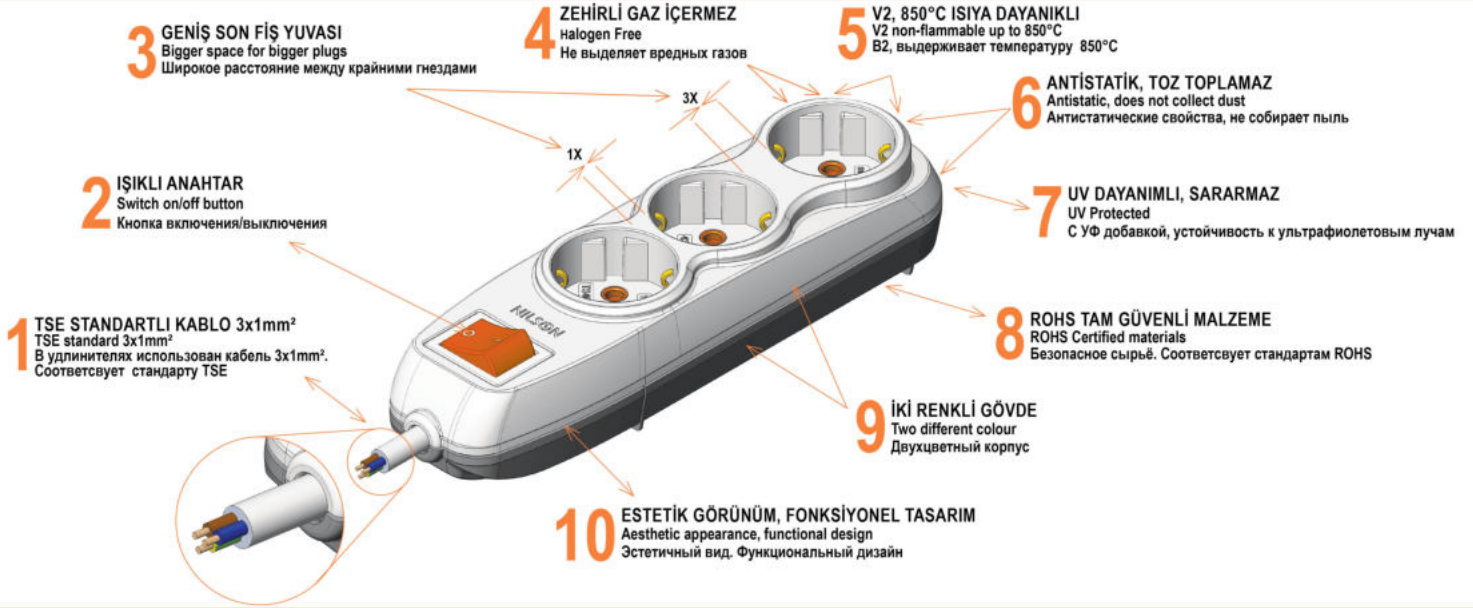 3 GENİŞ SON FİŞ YUVASI
Bigger space for bigger plugs
Широкое расстояние между крайними гнездами
4 ZEHİRLİ GAZ İÇERMEZ
Halogen Free
Не выделяет вредных газов
5 V2, 850°C ISIYA DAYANIKLI
V2 non-flammable up to 850°C
В2, выдерживает температуру 850°C
6 ANTİSTATİK, TOZ TOPLAMAZ
Antistatic, does not collect dust
Антистатические свойства, не собирает пыль
3X
1X
2 IŞIKLI ANAHTAR
Switch on/off button
Кнопка включения/выключения
7 UV DAYANIMLI, SARARMAZ
UV Protected
С УФ добавкой, устойчивость к ультрафиолетовым лучам
NILSON
1 TSE STANDARTLI KABLO 3x1mm²
TSE standard 3x1mm²
В удлинителях использован кабель 3x1mm².
Соответсвует стандарту TSE
8 ROHS TAM GÜVENLİ MALZEME
ROHS Certified materials
Безопасное сырьё. Соответсвует стандартам ROHS
9 İKİ RENKLİ GÖVDE
Two different colour
Двухцветный корпус
10 ESTETİK GÖRÜNÜM, FONKSİYONEL TASARIM
Aesthetic appearance, functional design
Эстетичный вид. Функциональный дизайн